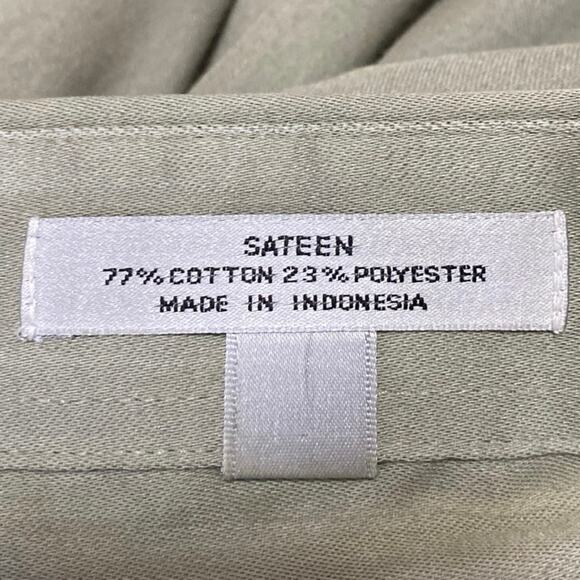 SATEEN
77% COTTON 23% POLYESTER
MADE IN INDONESIA